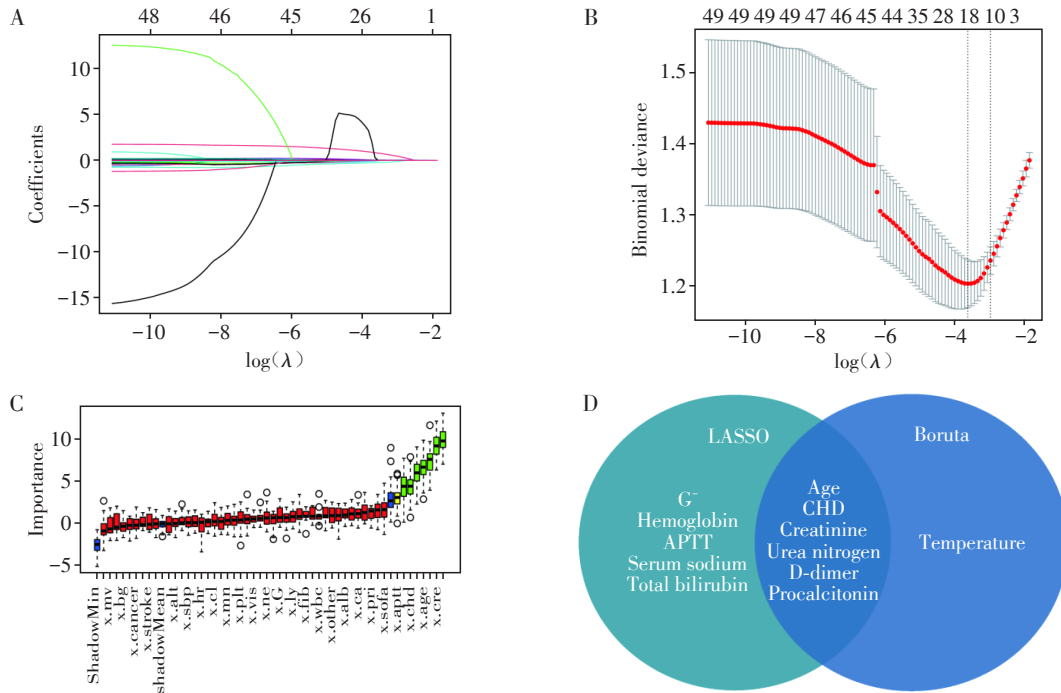 A
48 46 45 26 1
10
5
0
−5
−10
−15
Coefficients
−10 −8 −6 −4 −2
log(λ)
B
49 49 49 49 47 46 45 44 35 28 18 10 3
1.5
1.4
1.3
1.2
Binomial deviance
−10 −8 −6 −4 −2
log(λ)
C
10
5
0
−5
Importance
ShadowMin
x.mv
x.bg
x.cancer
x.stroke
shadowMean
x.alt
x.sbp
x.hr
x.cl
x.mn
x.plt
x.vis
x.ne
x.G
x.ly
x.fib
x.wbc
x.other
x.alb
x.ca
x.pri
x.sofa
x.aptt
x.chd
x.age
x.cre
D
LASSO
Boruta
G⁻
Hemoglobin
APTT
Serum sodium
Total bilirubin
Age
CHD
Creatinine
Urea nitrogen
D-dimer
Procalcitonin
Temperature